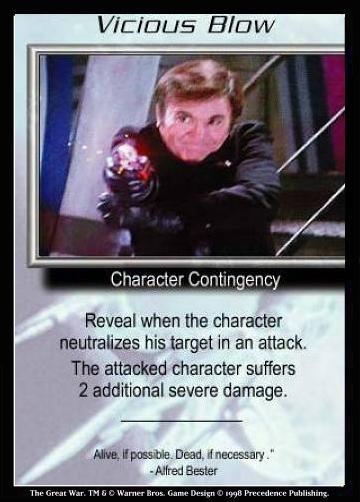 Vicious Blow
Character Contingency
Reveal when the character
neutralizes his target in an attack.
The attacked character suffers
2 additional severe damage.
Alive, if possible. Dead, if necessary."
- Alfred Bester
The Great War. TM & © Warner Bros. Game Design © 1998 Precedence Publishing.